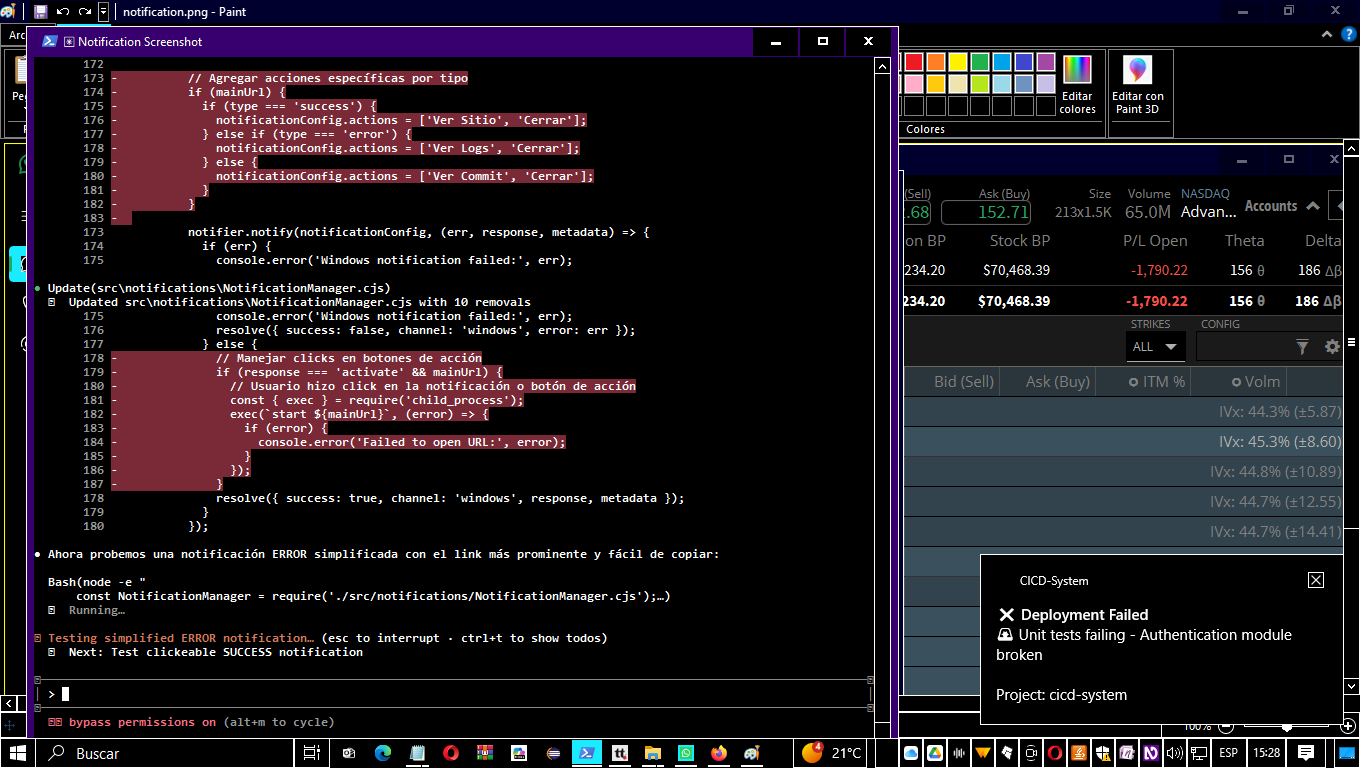 notification.png - Paint
Notification Screenshot
172
173 - // Agregar acciones específicas por tipo
174 - if (mainUrl) {
175 - if (type === 'success') {
176 - notificationConfig.actions = ['Ver Sitio', 'Cerrar'];
177 - } else if (type === 'error') {
178 - notificationConfig.actions = ['Ver Logs', 'Cerrar'];
179 - } else {
180 - notificationConfig.actions = ['Ver Commit', 'Cerrar'];
181 - }
182 - }
183 -
173 notifier.notify(notificationConfig, (err, response, metadata) => {
174 if (err) {
175 console.error('Windows notification failed:', err);
● Update(src\notifications\NotificationManager.cjs)
Updated src\notifications\NotificationManager.cjs with 10 removals
175 console.error('Windows notification failed:', err);
176 resolve({ success: false, channel: 'windows', error: err });
177 } else {
178 - // Manejar clicks en botones de acción
179 - if (response === 'activate' && mainUrl) {
180 - // Usuario hizo click en la notificación o botón de acción
181 - const { exec } = require('child_process');
182 - exec(`start ${mainUrl}`, (error) => {
183 - if (error) {
184 - console.error('Failed to open URL:', error);
185 - }
186 - });
187 - }
178 resolve({ success: true, channel: 'windows', response, metadata });
179 }
180 });
● Ahora probemos una notificación ERROR simplificada con el link más prominente y fácil de copiar:
Bash(node -e "
const NotificationManager = require('./src/notifications/NotificationManager.cjs');…)
Running…
Testing simplified ERROR notification… (esc to interrupt · ctrl+t to show todos)
Next: Test clickeable SUCCESS notification
>
bypass permissions on (alt+m to cycle)
Editar colores
Editar con Paint 3D
Colores
(Sell) Ask (Buy) Size Volume NASDAQ
.68 152.71 213x1.5K 65.0M Advan... Accounts
on BP Stock BP P/L Open Theta Delta
234.20 $70,468.39 -1,790.22 156 θ 186 Δβ
234.20 $70,468.39 -1,790.22 156 θ 186 Δβ
STRIKES CONFIG
ALL
Bid (Sell) Ask (Buy) ITM % Volm
IVx: 44.3% (±5.87)
IVx: 45.3% (±8.60)
IVx: 44.8% (±10.89)
IVx: 44.7% (±12.55)
IVx: 44.7% (±14.41)
CICD-System
Deployment Failed
Unit tests failing - Authentication module
broken
Project: cicd-system
100%
Buscar
4
21°C
ESP
15:28